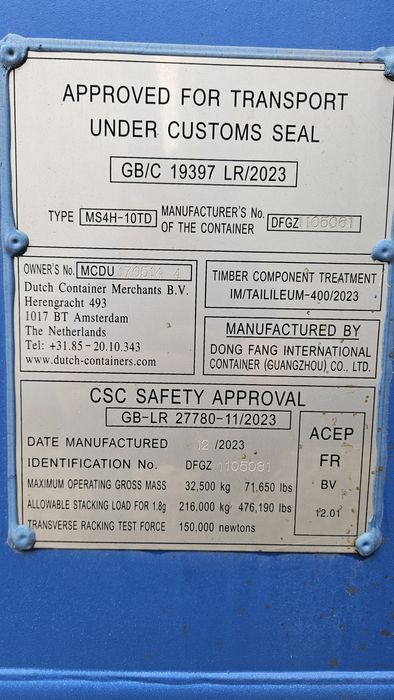 APPROVED FOR TRANSPORT
UNDER CUSTOMS SEAL
GB/C 19397 LR/2023
TYPE MS4H-10TD MANUFACTURER'S No. OF THE CONTAINER DFGZ
OWNER'S No. MCDU
Dutch Container Merchants B.V.
Herengracht 493
1017 BT Amsterdam
The Netherlands
Tel: +31.85-20.10.343
www.dutch-containers.com
TIMBER COMPONENT TREATMENT
IM/TAILILEUM-400/2023
MANUFACTURED BY
DONG FANG INTERNATIONAL
CONTAINER (GUANGZHOU) CO., LTD.
CSC SAFETY APPROVAL
GB-LR 27780-11/2023
DATE MANUFACTURED 12 /2023
IDENTIFICATION No. DFGZ
MAXIMUM OPERATING GROSS MASS 32,500 kg 71,650 lbs
ALLOWABLE STACKING LOAD FOR 1.8g 216,000 kg 476,190 lbs
TRANSVERSE RACKING TEST FORCE 150,000 newtons
ACEP
FR
BV
12.01